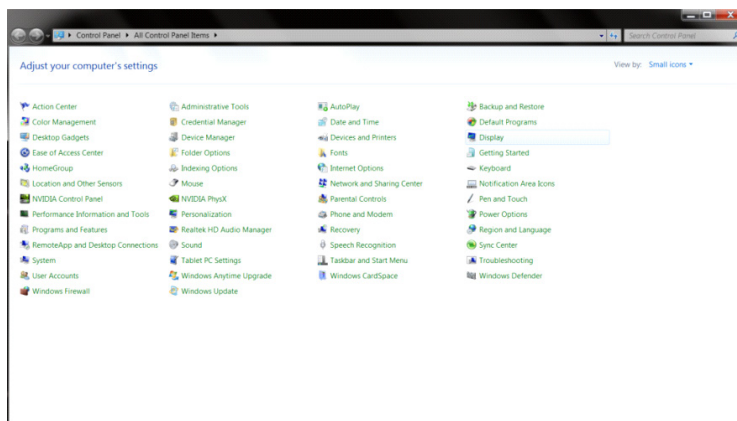 Control Panel ▸ All Control Panel Items ▸
Search Control Panel
Adjust your computer's settings
View by: Small icons
Action Center Administrative Tools AutoPlay Backup and Restore
Color Management Credential Manager Date and Time Default Programs
Desktop Gadgets Device Manager Devices and Printers Display
Ease of Access Center Folder Options Fonts Getting Started
HomeGroup Indexing Options Internet Options Keyboard
Location and Other Sensors Mouse Network and Sharing Center Notification Area Icons
NVIDIA Control Panel NVIDIA PhysX Parental Controls Pen and Touch
Performance Information and Tools Personalization Phone and Modem Power Options
Programs and Features Realtek HD Audio Manager Recovery Region and Language
RemoteApp and Desktop Connections Sound Speech Recognition Sync Center
System Tablet PC Settings Taskbar and Start Menu Troubleshooting
User Accounts Windows Anytime Upgrade Windows CardSpace Windows Defender
Windows Firewall Windows Update